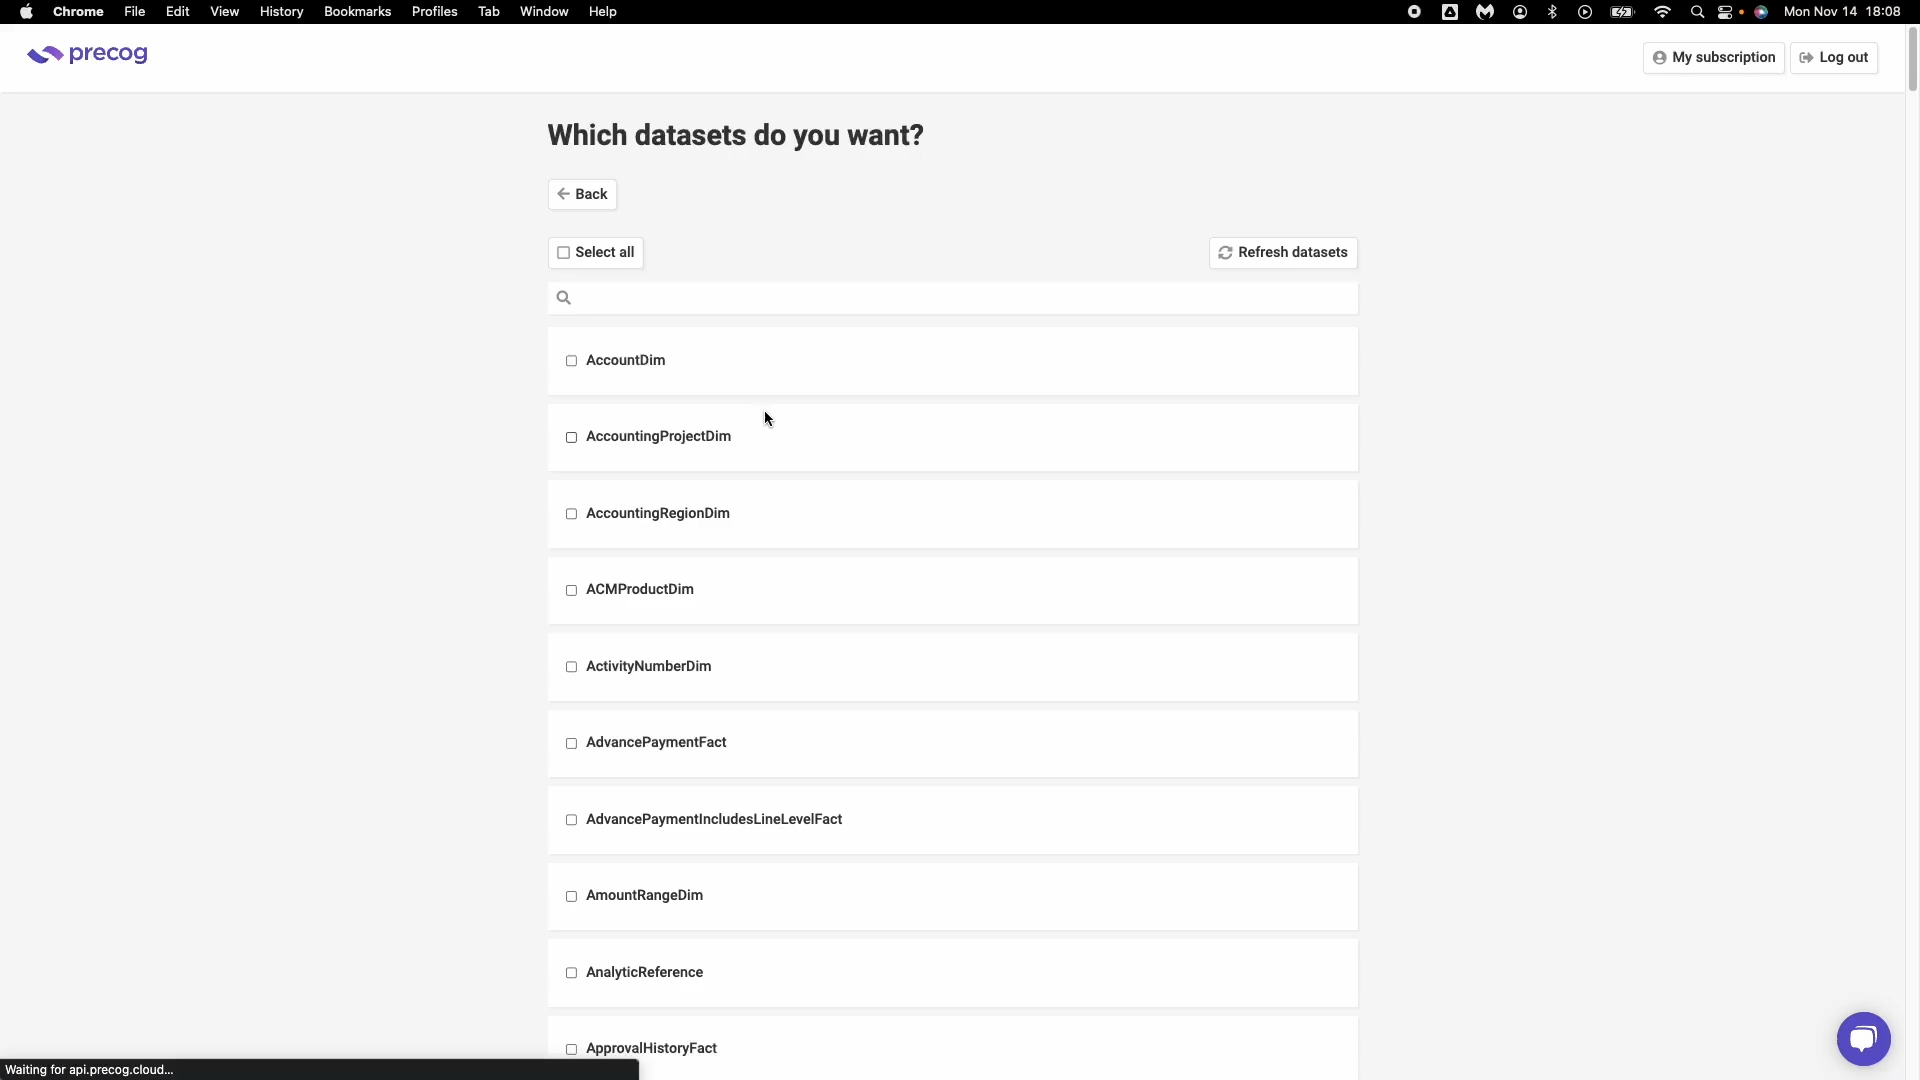 Chrome File Edit View History Bookmarks Profiles Tab Window Help Mon Nov 14 18:08
precog
My subscription
Log out
Which datasets do you want?
Back
Select all
Refresh datasets
AccountDim
AccountingProjectDim
AccountingRegionDim
ACMProductDim
ActivityNumberDim
AdvancePaymentFact
AdvancePaymentIncludesLineLevelFact
AmountRangeDim
AnalyticReference
ApprovalHistoryFact
Waiting for api.precog.cloud...